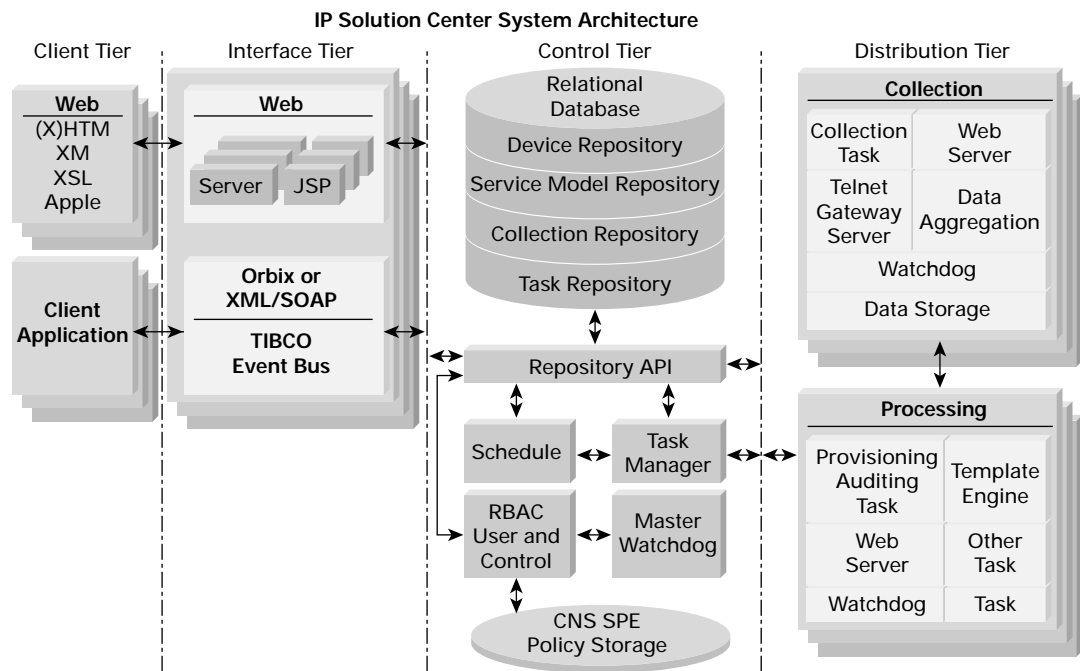 IP Solution Center System Architecture
Client Tier
Interface Tier
Control Tier
Distribution Tier
Web
(X)HTM
XM
XSL
Apple
Client
Application
Web
Server
JSP
Orbix or
XML/SOAP
TIBCO
Event Bus
Relational
Database
Device Repository
Service Model Repository
Collection Repository
Task Repository
Repository API
Schedule
Task
Manager
RBAC
User and
Control
Master
Watchdog
CNS SPE
Policy Storage
Collection
Collection
Task
Web
Server
Telnet
Gateway
Server
Data
Aggregation
Watchdog
Data Storage
Processing
Provisioning
Auditing
Task
Template
Engine
Web
Server
Other
Task
Watchdog
Task